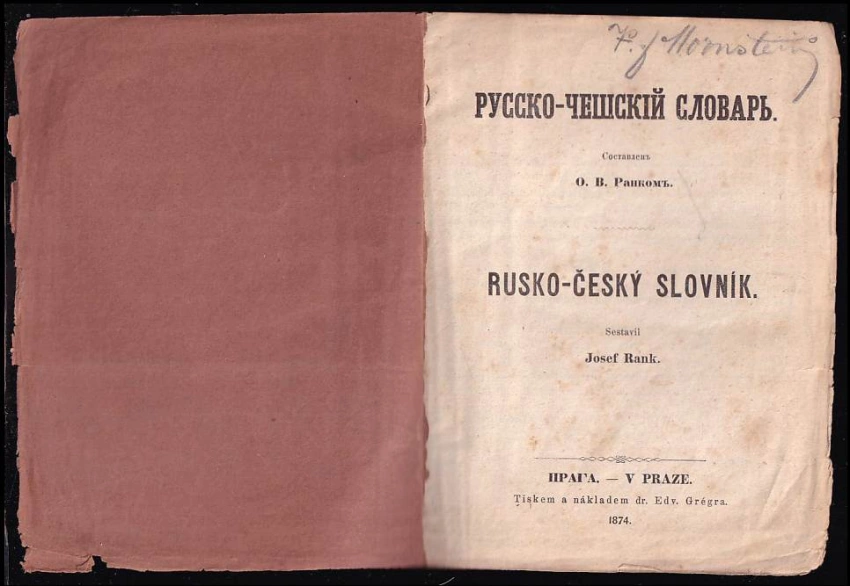 РУССКО-ЧЕШСКІЙ СЛОВАРЬ.
Составленъ
О. В. Ранкомъ.
RUSKO-ČESKÝ SLOVNÍK.
Sestavil
Josef Rank.
ПРАГА. — V PRAZE.
Tiskem a nákladem dr. Edv. Grégra.
1874.